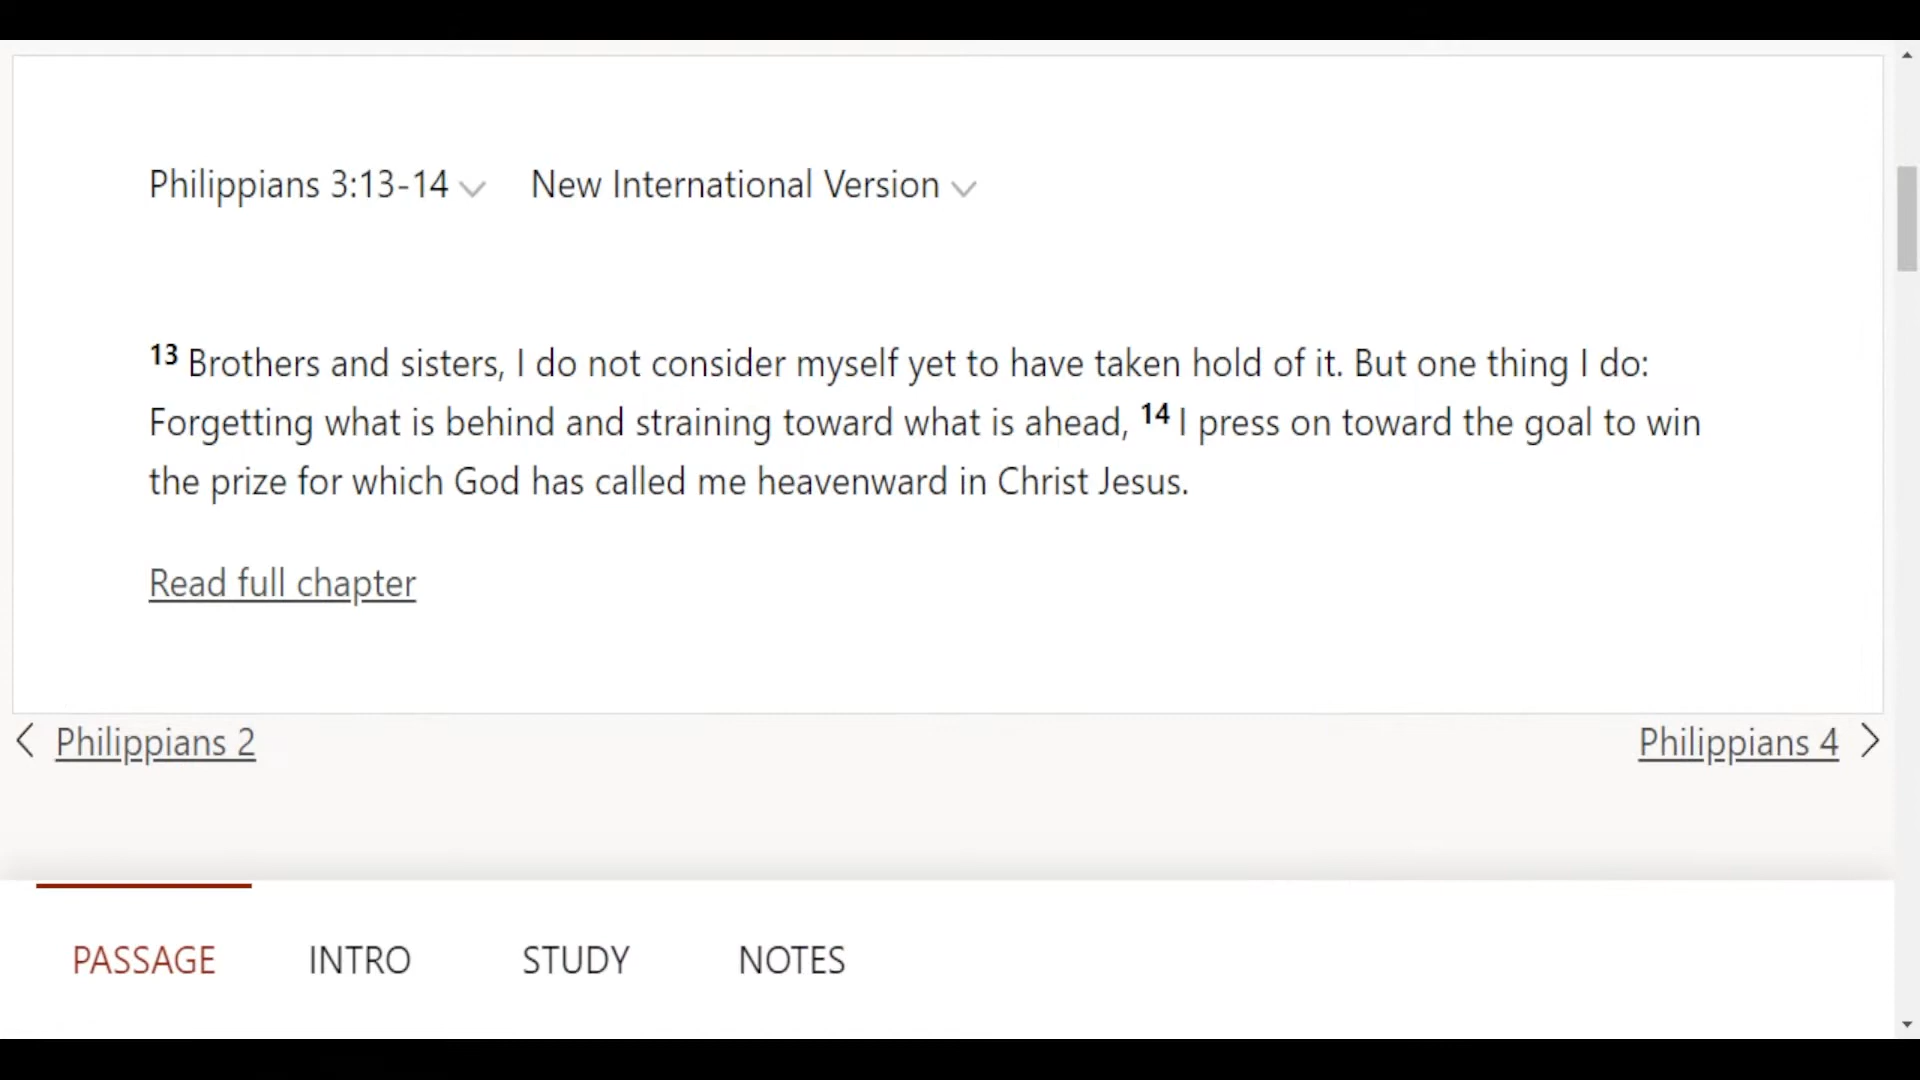 Philippians 3:13-14 New International Version
13 Brothers and sisters, I do not consider myself yet to have taken hold of it. But one thing I do:
Forgetting what is behind and straining toward what is ahead, 14 I press on toward the goal to win
the prize for which God has called me heavenward in Christ Jesus.
Read full chapter
Philippians 2 Philippians 4
PASSAGE INTRO STUDY NOTES